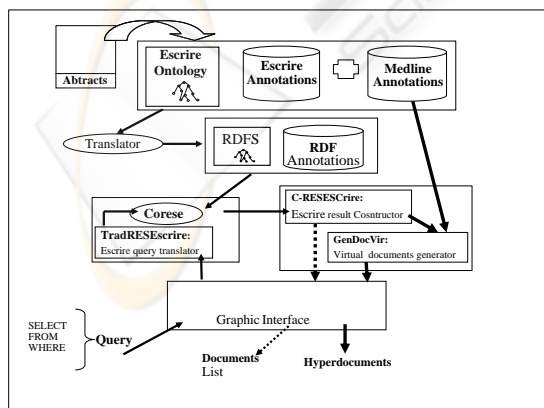 Abtracts
Escrire
Ontology
Escrire
Annotations
Medline
Annotations
Translator
RDFS
RDF
Annotations
Corese
TradRESEscrire:
Escrire query translator
C-RESESCrire:
Escrire result Cosntructor
GenDocVir:
Virtual documents generator
Graphic Interface
SELECT
FROM
WHERE
Query
Documents
List
Hyperdocuments